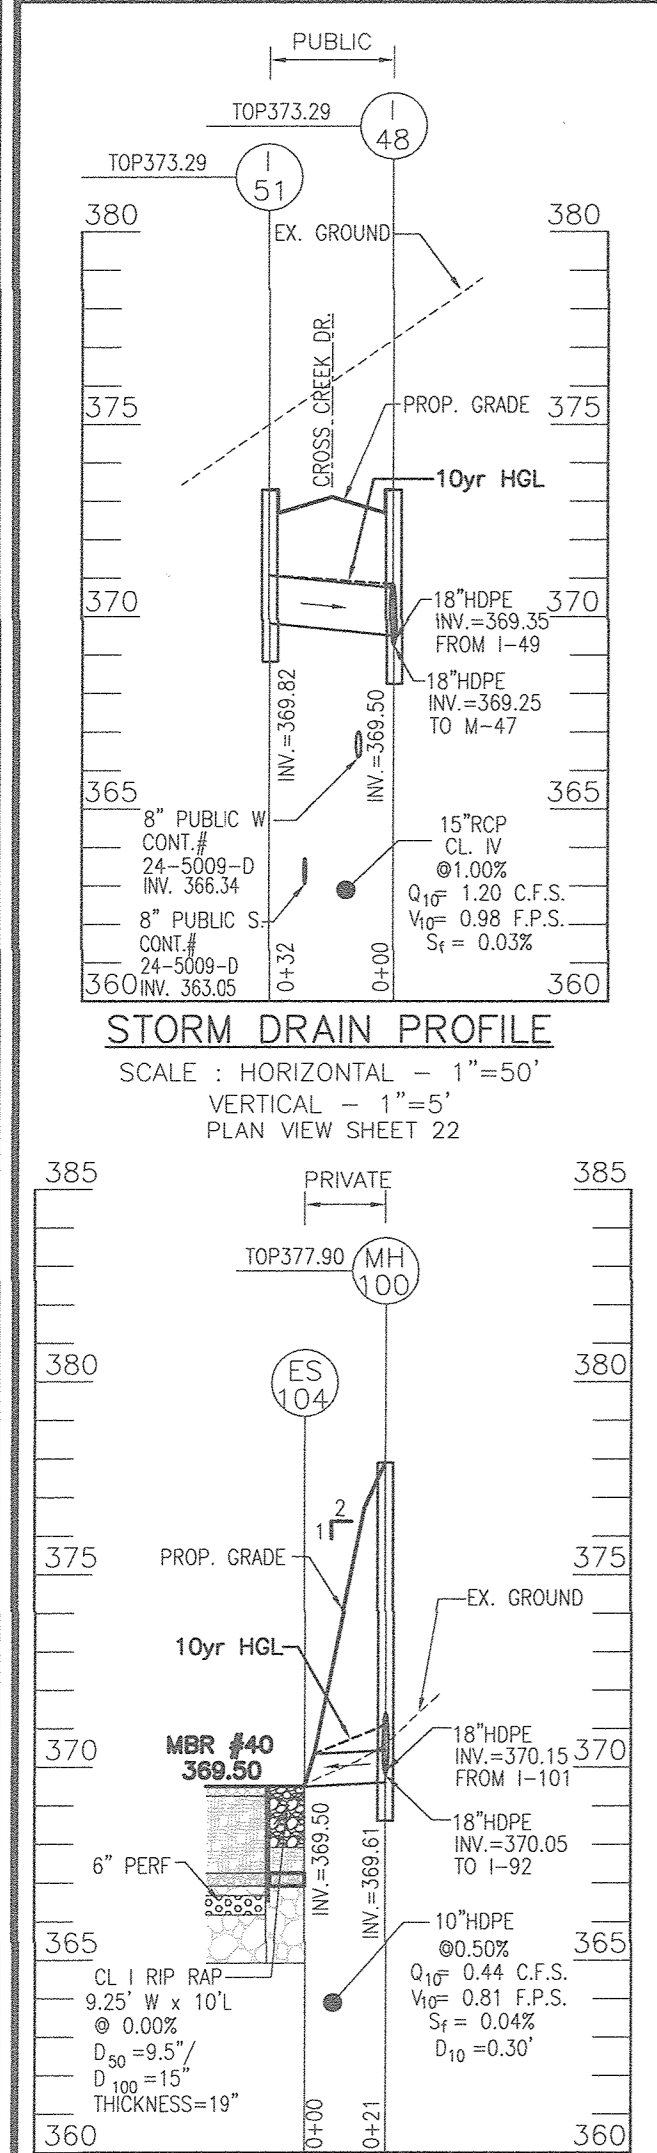 PUBLIC
TOP373.29
I
48
TOP373.29
I
51
380
380
EX. GROUND
CROSS CREEK DR.
375
PROP. GRADE
375
10yr HGL
370
370
18"HDPE
INV.=369.35
FROM I-49
18"HDPE
INV.=369.25
TO M-47
INV.=369.82
INV.=369.50
365
365
8" PUBLIC W
CONT.#
24-5009-D
INV. 366.34
8" PUBLIC S.
CONT.#
24-5009-D
INV. 363.05
15"RCP
CL. IV
@1.00%
Q10= 1.20 C.F.S.
V10= 0.98 F.P.S.
Sf = 0.03%
0+32
0+00
360
360
STORM DRAIN PROFILE
SCALE : HORIZONTAL - 1"=50'
VERTICAL - 1"=5'
PLAN VIEW SHEET 22
385
385
PRIVATE
TOP377.90
MH
100
380
380
ES
104
2
1
375
375
PROP. GRADE
EX. GROUND
10yr HGL
MBR #40
369.50
370
370
18"HDPE
INV.=370.15
FROM I-101
18"HDPE
INV.=370.05
TO I-92
INV.=369.50
INV.=369.61
6" PERF
365
365
10"HDPE
@0.50%
Q10= 0.44 C.F.S.
V10= 0.81 F.P.S.
Sf = 0.04%
D10 =0.30'
CL I RIP RAP
9.25' W x 10'L
@ 0.00%
D50 =9.5"/
D100 =15"
THICKNESS=19"
0+00
0+21
360
360